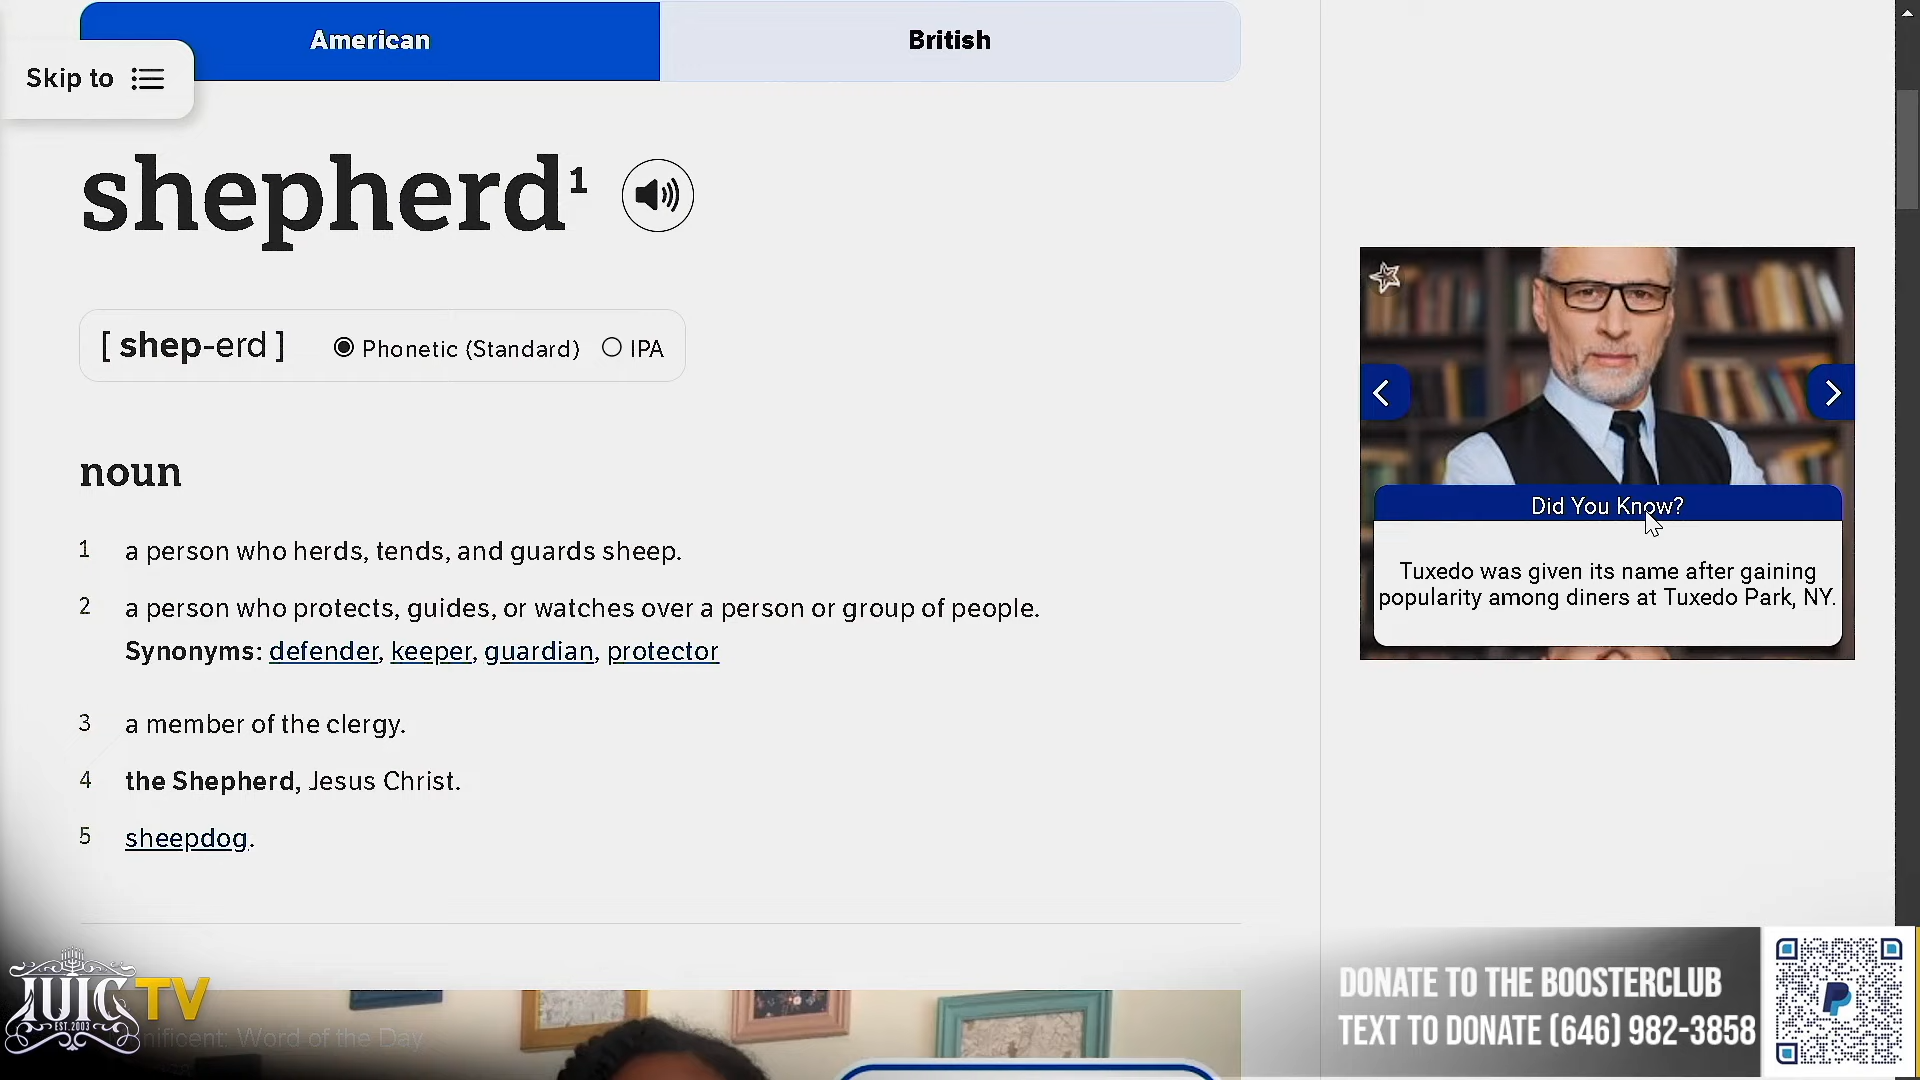 American
British
Skip to
shepherd1
[ shep-erd ]
Phonetic (Standard)
IPA
noun
1 a person who herds, tends, and guards sheep.
2 a person who protects, guides, or watches over a person or group of people.
Synonyms: defender, keeper, guardian, protector
3 a member of the clergy.
4 the Shepherd, Jesus Christ.
5 sheepdog.
Did You Know?
Tuxedo was given its name after gaining
popularity among diners at Tuxedo Park, NY.
IUIC TV
EST.2003
Word of the Day
DONATE TO THE BOOSTERCLUB
TEXT TO DONATE (646) 982-3858